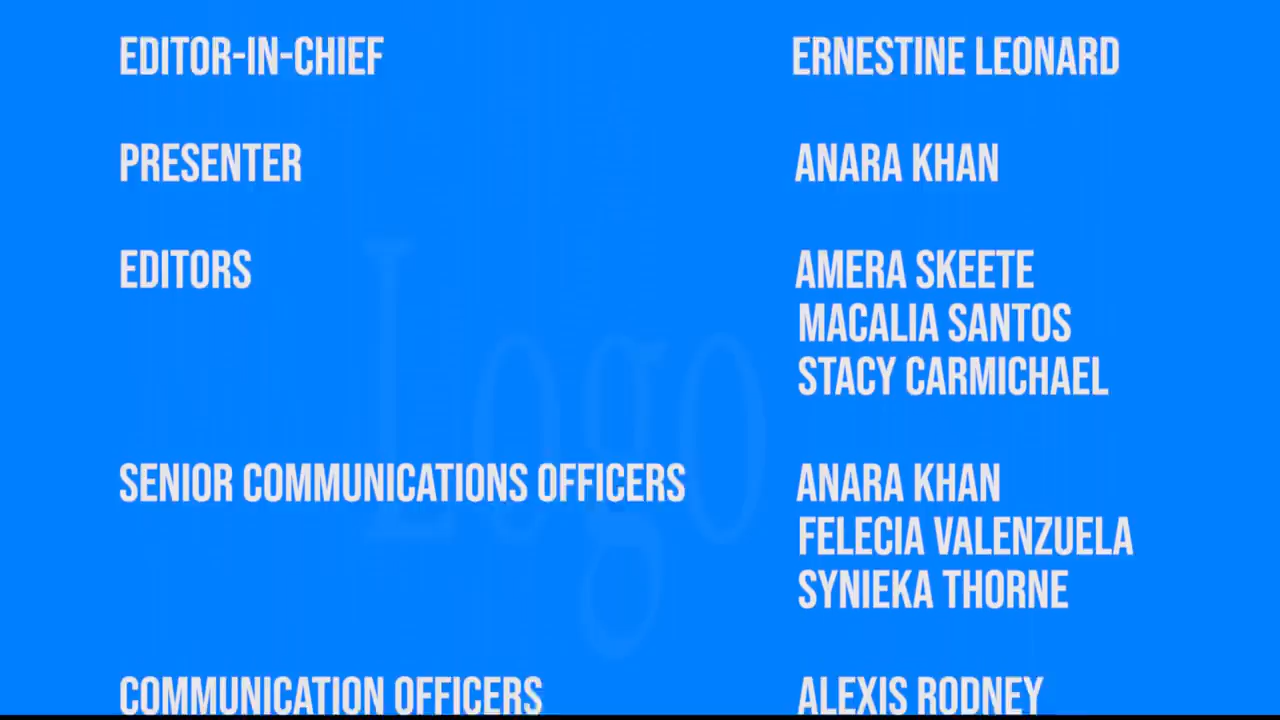 EDITOR-IN-CHIEF ERNESTINE LEONARD
PRESENTER ANARA KHAN
EDITORS AMERA SKEETE
MACALIA SANTOS
STACY CARMICHAEL
Logo
SENIOR COMMUNICATIONS OFFICERS ANARA KHAN
FELECIA VALENZUELA
SYNIEKA THORNE
COMMUNICATION OFFICERS ALEXIS RODNEY